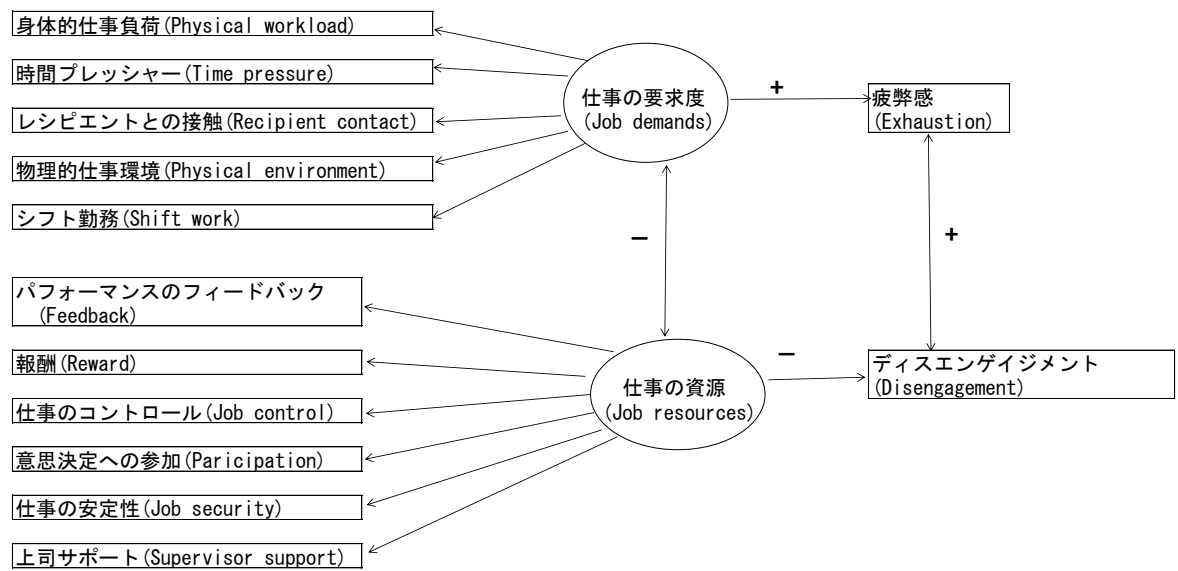 身体的仕事負荷(Physical workload)
時間プレッシャー(Time pressure)
レシピエントとの接触(Recipient contact)
物理的仕事環境(Physical environment)
シフト勤務(Shift work)
仕事の要求度
(Job demands)
+
疲弊感
(Exhaustion)
−
+
パフォーマンスのフィードバック
(Feedback)
報酬(Reward)
仕事のコントロール(Job control)
意思決定への参加(Paricipation)
仕事の安定性(Job security)
上司サポート(Supervisor support)
仕事の資源
(Job resources)
−
ディスエンゲイジメント
(Disengagement)